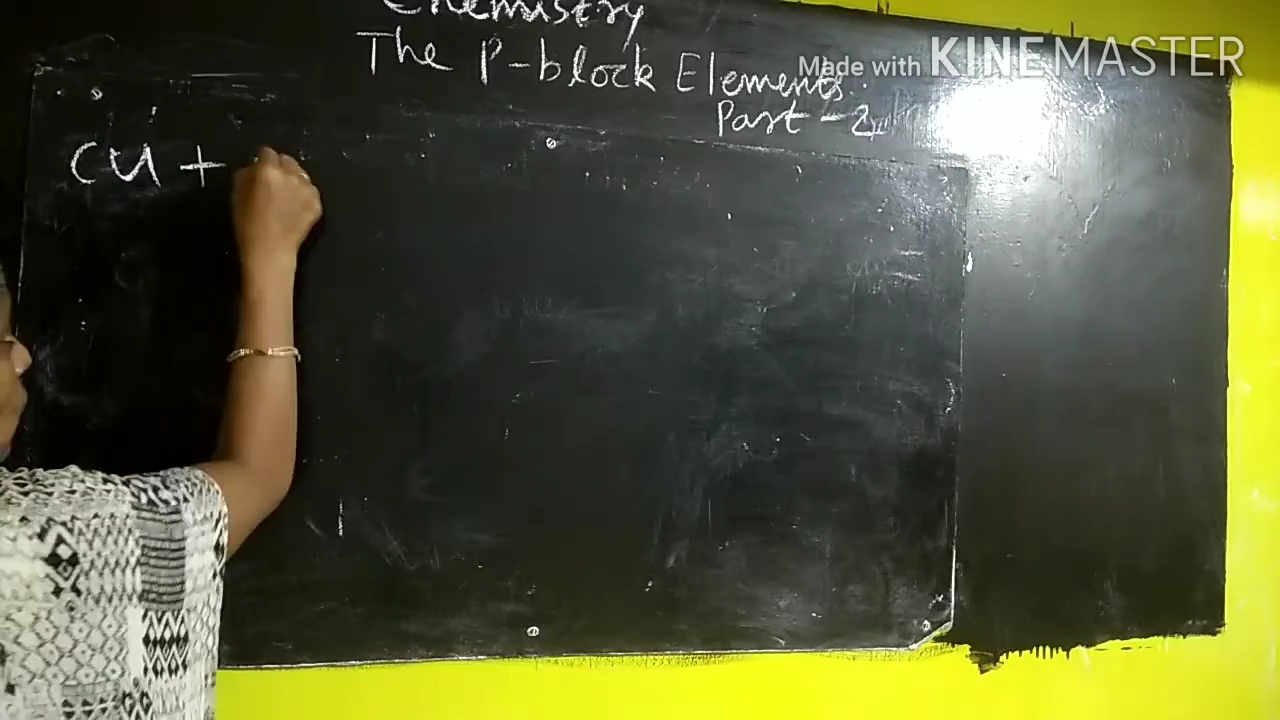 Chemistry
The P-block Elements.
Part-2
Made with KINEMASTER
CU +